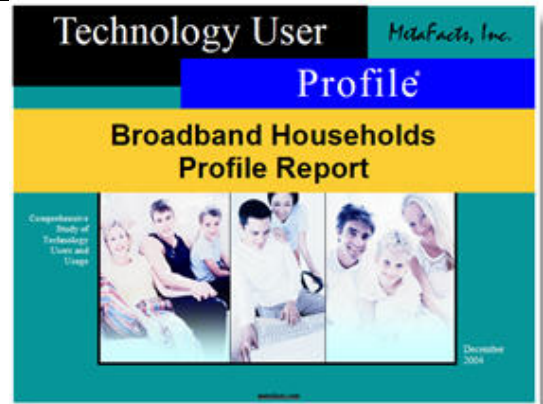 Technology User
MetaFacts, Inc.
Profile®
Broadband Households
Profile Report
Comprehensive
Study of
Technology
Users and
Usage
December
2004